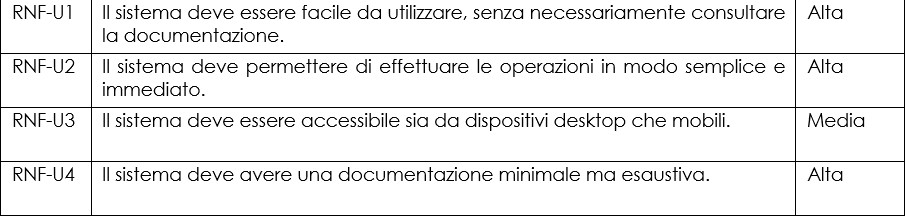 RNF-U1 Il sistema deve essere facile da utilizzare, senza necessariamente consultare Alta
la documentazione.
RNF-U2 Il sistema deve permettere di effettuare le operazioni in modo semplice e Alta
immediato.
RNF-U3 Il sistema deve essere accessibile sia da dispositivi desktop che mobili. Media
RNF-U4 Il sistema deve avere una documentazione minimale ma esaustiva. Alta